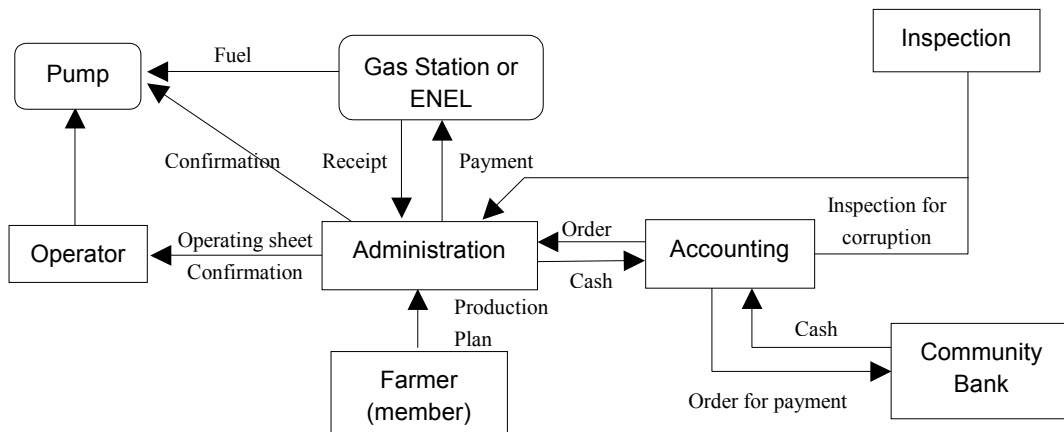 Inspection
Fuel
Pump
Gas Station or
ENEL
Confirmation
Receipt
Payment
Inspection for
corruption
Operator
Operating sheet
Confirmation
Administration
Order
Cash
Accounting
Production
Plan
Cash
Community
Bank
Farmer
(member)
Order for payment